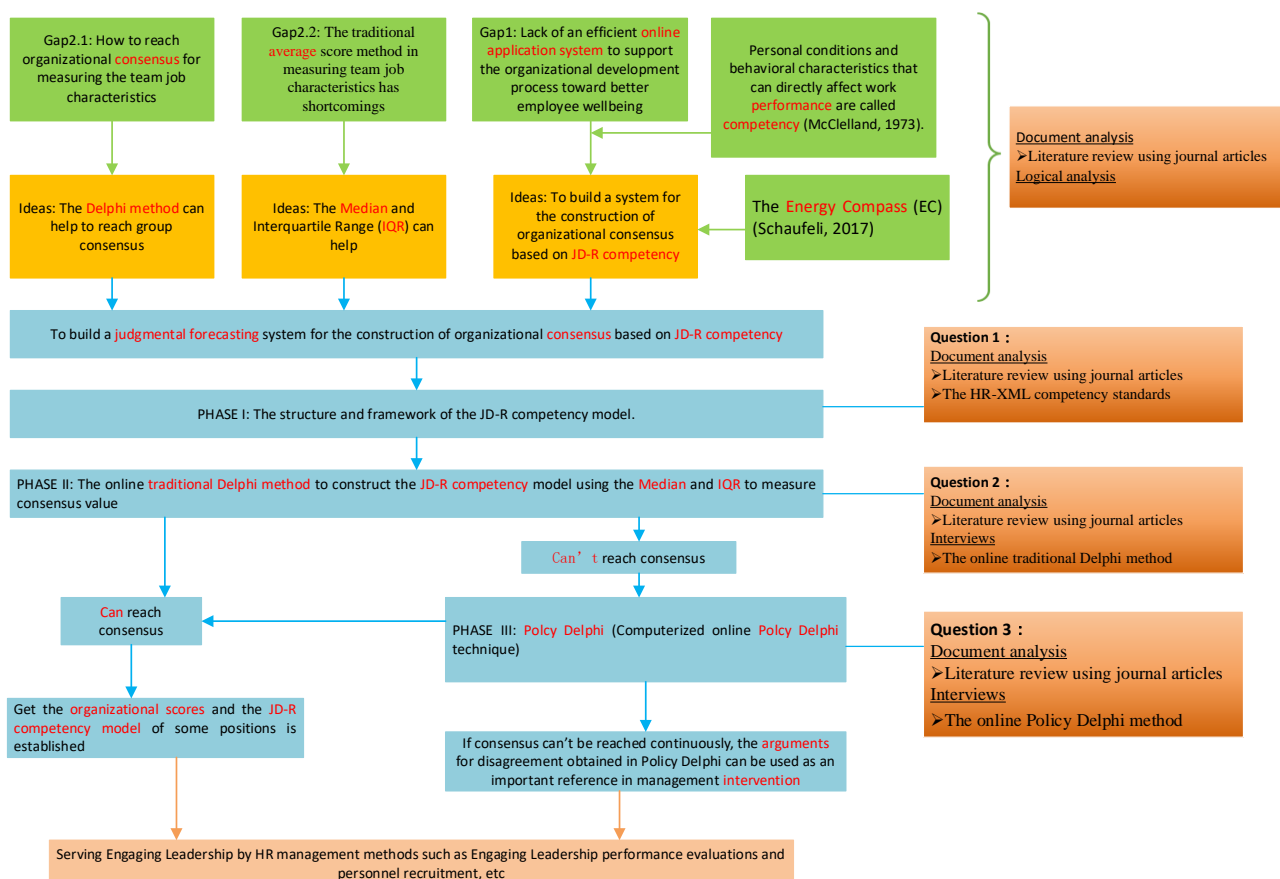 Gap2.1: How to reach
organizational consensus for
measuring the team job
characteristics
Gap2.2: The traditional
average score method in
measuring team job
characteristics has
shortcomings
Gap1: Lack of an efficient online
application system to support
the organizational development
process toward better
employee wellbeing
Personal conditions and
behavioral characteristics that
can directly affect work
performance are called
competency (McClelland, 1973).
Document analysis
➢Literature review using journal articles
Logical analysis
Ideas: The Delphi method can
help to reach group
consensus
Ideas: The Median and
Interquartile Range (IQR) can
help
Ideas: To build a system for
the construction of
organizational consensus
based on JD-R competency
The Energy Compass (EC)
(Schaufeli, 2017)
To build a judgmental forecasting system for the construction of organizational consensus based on JD-R competency
Question 1：
Document analysis
➢Literature review using journal articles
➢The HR-XML competency standards
PHASE I: The structure and framework of the JD-R competency model.
PHASE II: The online traditional Delphi method to construct the JD-R competency model using the Median and IQR to measure
consensus value
Question 2：
Document analysis
➢Literature review using journal articles
Interviews
➢The online traditional Delphi method
Can't reach consensus
Can reach
consensus
PHASE III: Polcy Delphi (Computerized online Polcy Delphi
technique)
Question 3：
Document analysis
➢Literature review using journal articles
Interviews
➢The online Policy Delphi method
Get the organizational scores and the JD-R
competency model of some positions is
established
If consensus can't be reached continuously, the arguments
for disagreement obtained in Policy Delphi can be used as an
important reference in management intervention
Serving Engaging Leadership by HR management methods such as Engaging Leadership performance evaluations and
personnel recruitment, etc